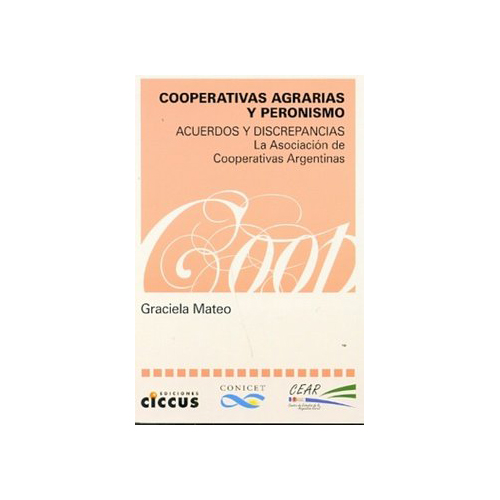 COOPERATIVAS AGRARIAS
Y PERONISMO
ACUERDOS Y DISCREPANCIAS
La Asociación de
Cooperativas Argentinas
Coop
Graciela Mateo
EDICIONES
CICCUS
CONICET
CEAR